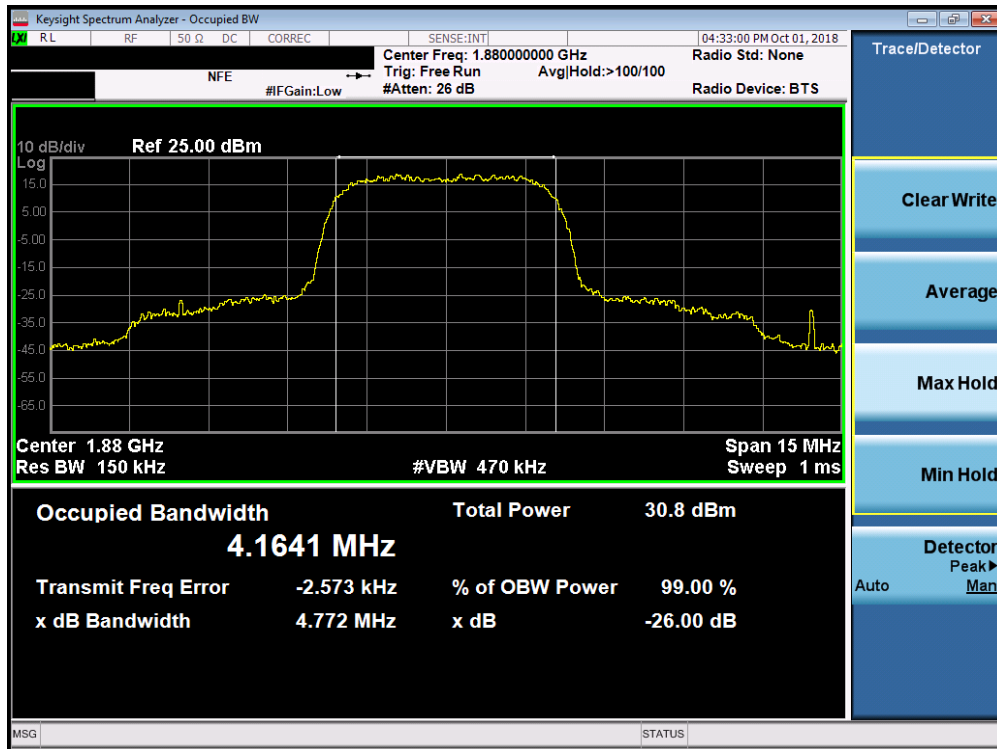 Keysight Spectrum Analyzer - Occupied BW
LXI RL RF 50 Ω DC CORREC SENSE:INT 04:33:00 PM Oct 01, 2018
Center Freq: 1.880000000 GHz Radio Std: None
NFE Trig: Free Run Avg|Hold:>100/100
#IFGain:Low #Atten: 26 dB Radio Device: BTS
10 dB/div Ref 25.00 dBm
Log
15.0
5.00
-5.00
-15.0
-25.0
-35.0
-45.0
-55.0
-65.0
Center 1.88 GHz Span 15 MHz
Res BW 150 kHz #VBW 470 kHz Sweep 1 ms
Occupied Bandwidth Total Power 30.8 dBm
4.1641 MHz
Transmit Freq Error -2.573 kHz % of OBW Power 99.00 %
x dB Bandwidth 4.772 MHz x dB -26.00 dB
MSG STATUS
Trace/Detector
Clear Write
Average
Max Hold
Min Hold
Detector
Peak▶
Auto Man